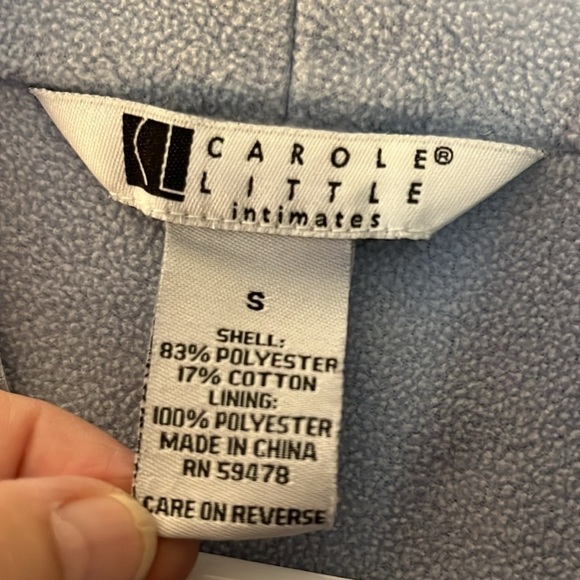 CAROLE®
LITTLE
intimates
S
SHELL:
83% POLYESTER
17% COTTON
LINING:
100% POLYESTER
MADE IN CHINA
RN 59478
CARE ON REVERSE